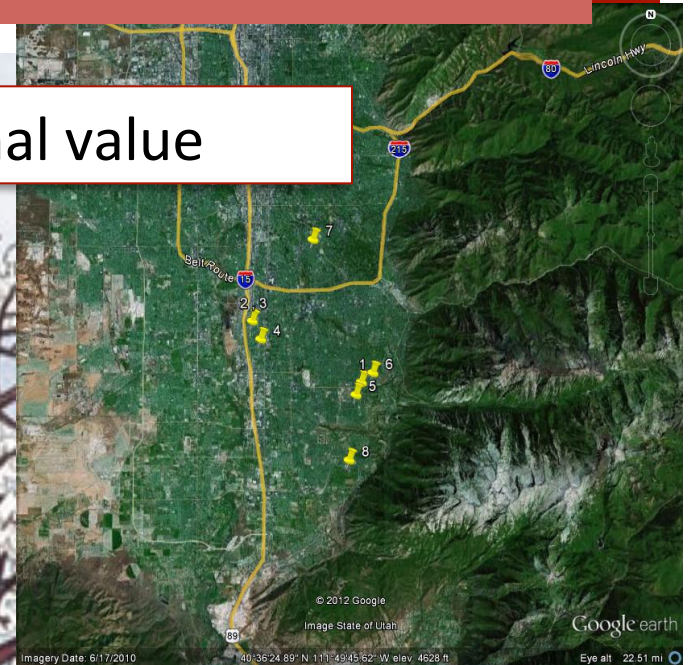 N
80
Lincoln Hwy
al value
215
7
Belt Route
15
2 3
4
1 6
5
8
© 2012 Google
Image State of Utah
Google earth
89
Imagery Date: 6/17/2010 40°36'24.89" N 111°49'45.62" W elev 4628 ft Eye alt 22.51 mi